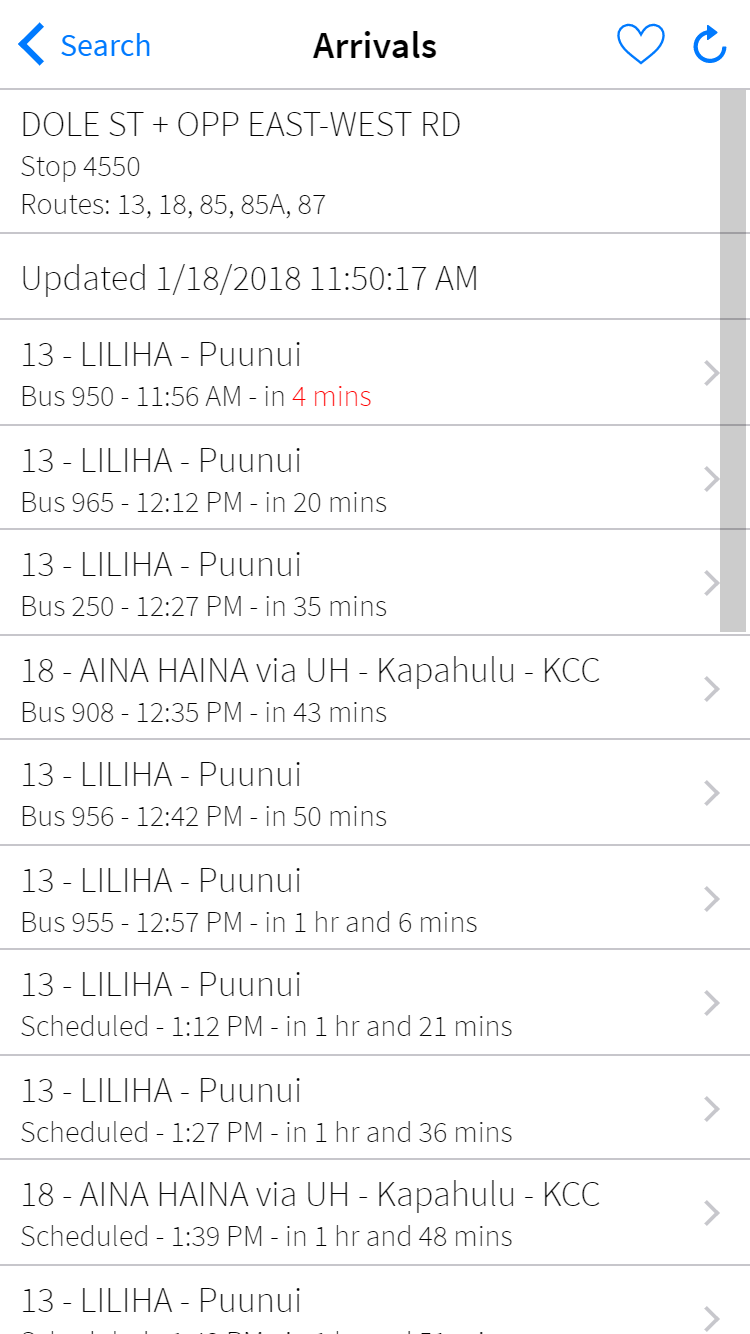 Search
Arrivals
DOLE ST + OPP EAST-WEST RD
Stop 4550
Routes: 13, 18, 85, 85A, 87
Updated 1/18/2018 11:50:17 AM
13 - LILIHA - Puunui
Bus 950 - 11:56 AM - in 4 mins
13 - LILIHA - Puunui
Bus 965 - 12:12 PM - in 20 mins
13 - LILIHA - Puunui
Bus 250 - 12:27 PM - in 35 mins
18 - AINA HAINA via UH - Kapahulu - KCC
Bus 908 - 12:35 PM - in 43 mins
13 - LILIHA - Puunui
Bus 956 - 12:42 PM - in 50 mins
13 - LILIHA - Puunui
Bus 955 - 12:57 PM - in 1 hr and 6 mins
13 - LILIHA - Puunui
Scheduled - 1:12 PM - in 1 hr and 21 mins
13 - LILIHA - Puunui
Scheduled - 1:27 PM - in 1 hr and 36 mins
18 - AINA HAINA via UH - Kapahulu - KCC
Scheduled - 1:39 PM - in 1 hr and 48 mins
13 - LILIHA - Puunui